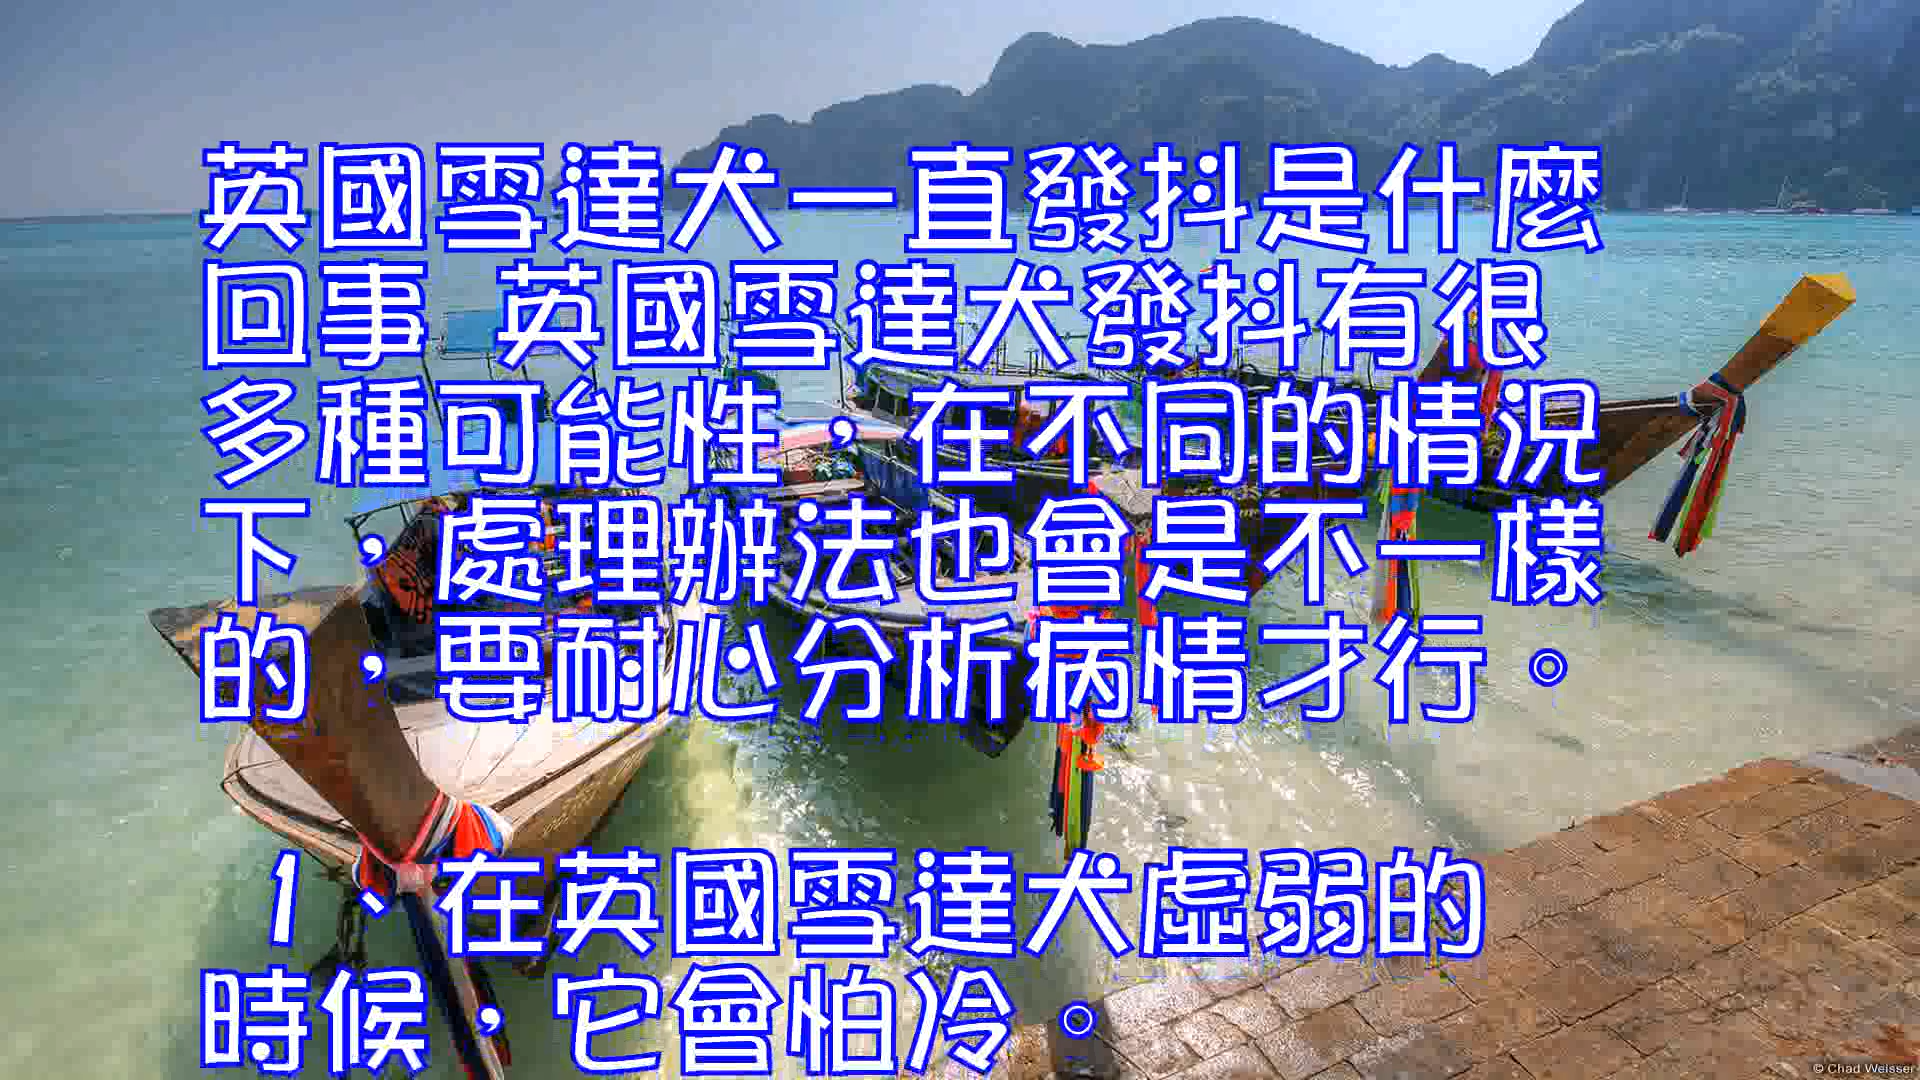 英國雪達犬一直發抖是什麼
回事 英國雪達犬發抖有很
多種可能性，在不同的情況
下，處理辦法也會是不一樣
的，要耐心分析病情才行。
1、在英國雪達犬虛弱的
時候，它會怕冷。
© Chad Weisser